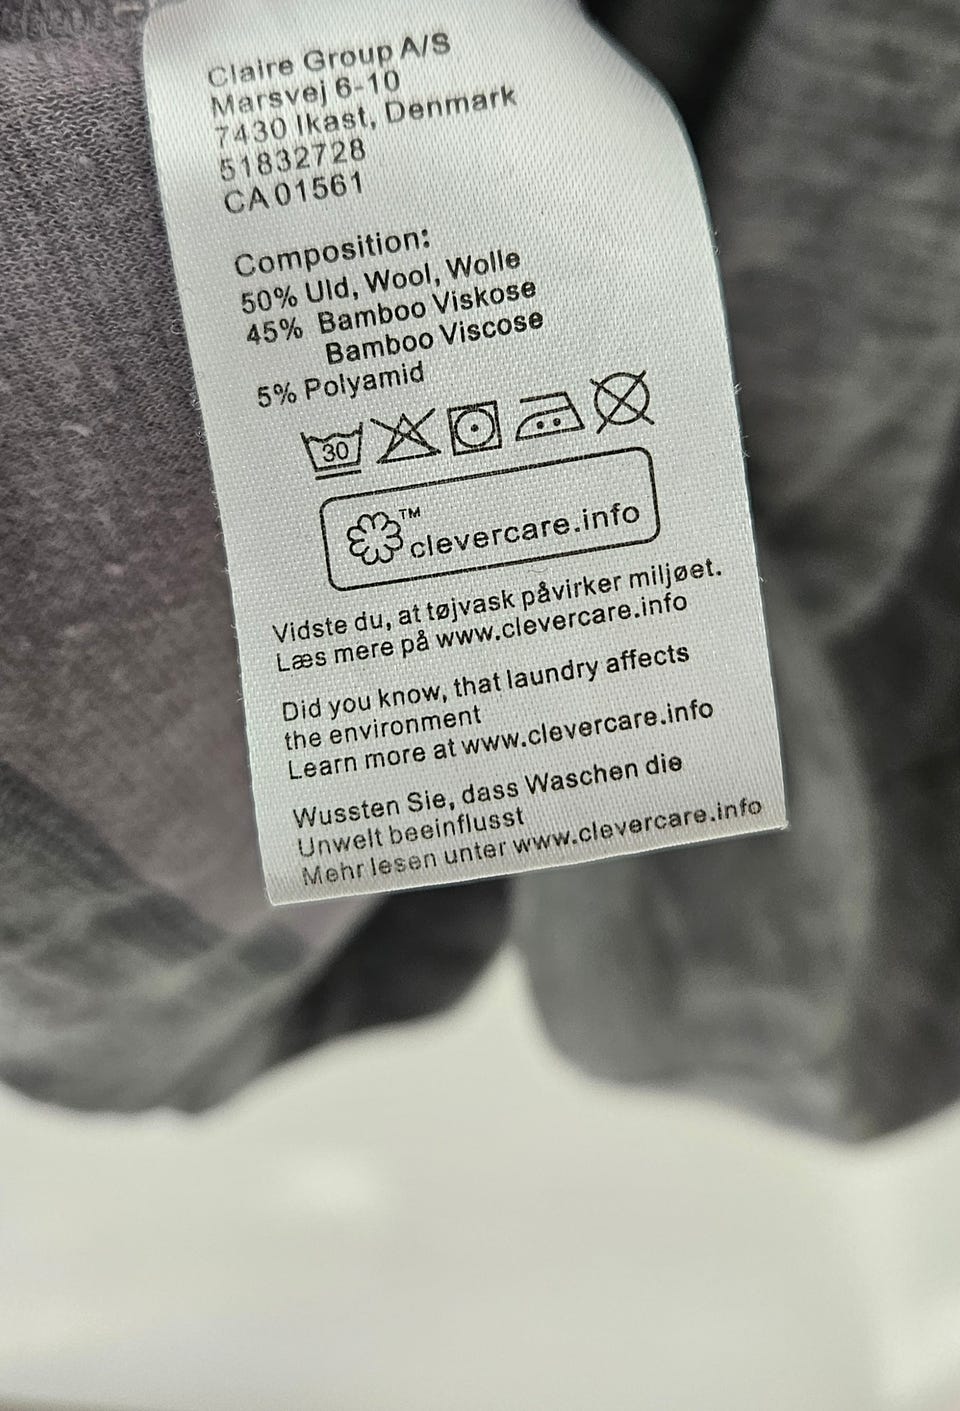 Claire Group A/S
Marsvej 6-10
7430 Ikast, Denmark
51832728
CA 01561
Composition:
50% Uld, Wool, Wolle
45% Bamboo Viskose
Bamboo Viscose
5% Polyamid
30
TM
clevercare.info
Vidste du, at tøjvask påvirker miljøet.
Læs mere på www.clevercare.info
Did you know, that laundry affects
the environment
Learn more at www.clevercare.info
Wussten Sie, dass Waschen die
Unwelt beeinflusst
Mehr lesen unter www.clevercare.info